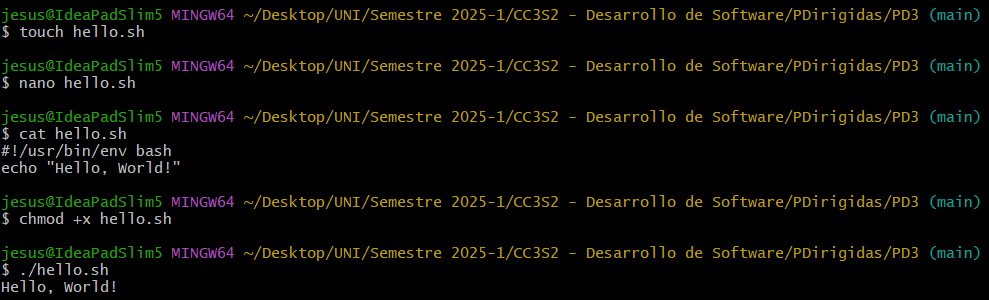 jesus@IdeaPadSlim5 MINGW64 ~/Desktop/UNI/Semestre 2025-1/CC3S2 - Desarrollo de Software/PDirigidas/PD3 (main)
$ touch hello.sh
jesus@IdeaPadSlim5 MINGW64 ~/Desktop/UNI/Semestre 2025-1/CC3S2 - Desarrollo de Software/PDirigidas/PD3 (main)
$ nano hello.sh
jesus@IdeaPadSlim5 MINGW64 ~/Desktop/UNI/Semestre 2025-1/CC3S2 - Desarrollo de Software/PDirigidas/PD3 (main)
$ cat hello.sh
#!/usr/bin/env bash
echo "Hello, World!"
jesus@IdeaPadSlim5 MINGW64 ~/Desktop/UNI/Semestre 2025-1/CC3S2 - Desarrollo de Software/PDirigidas/PD3 (main)
$ chmod +x hello.sh
jesus@IdeaPadSlim5 MINGW64 ~/Desktop/UNI/Semestre 2025-1/CC3S2 - Desarrollo de Software/PDirigidas/PD3 (main)
$ ./hello.sh
Hello, World!